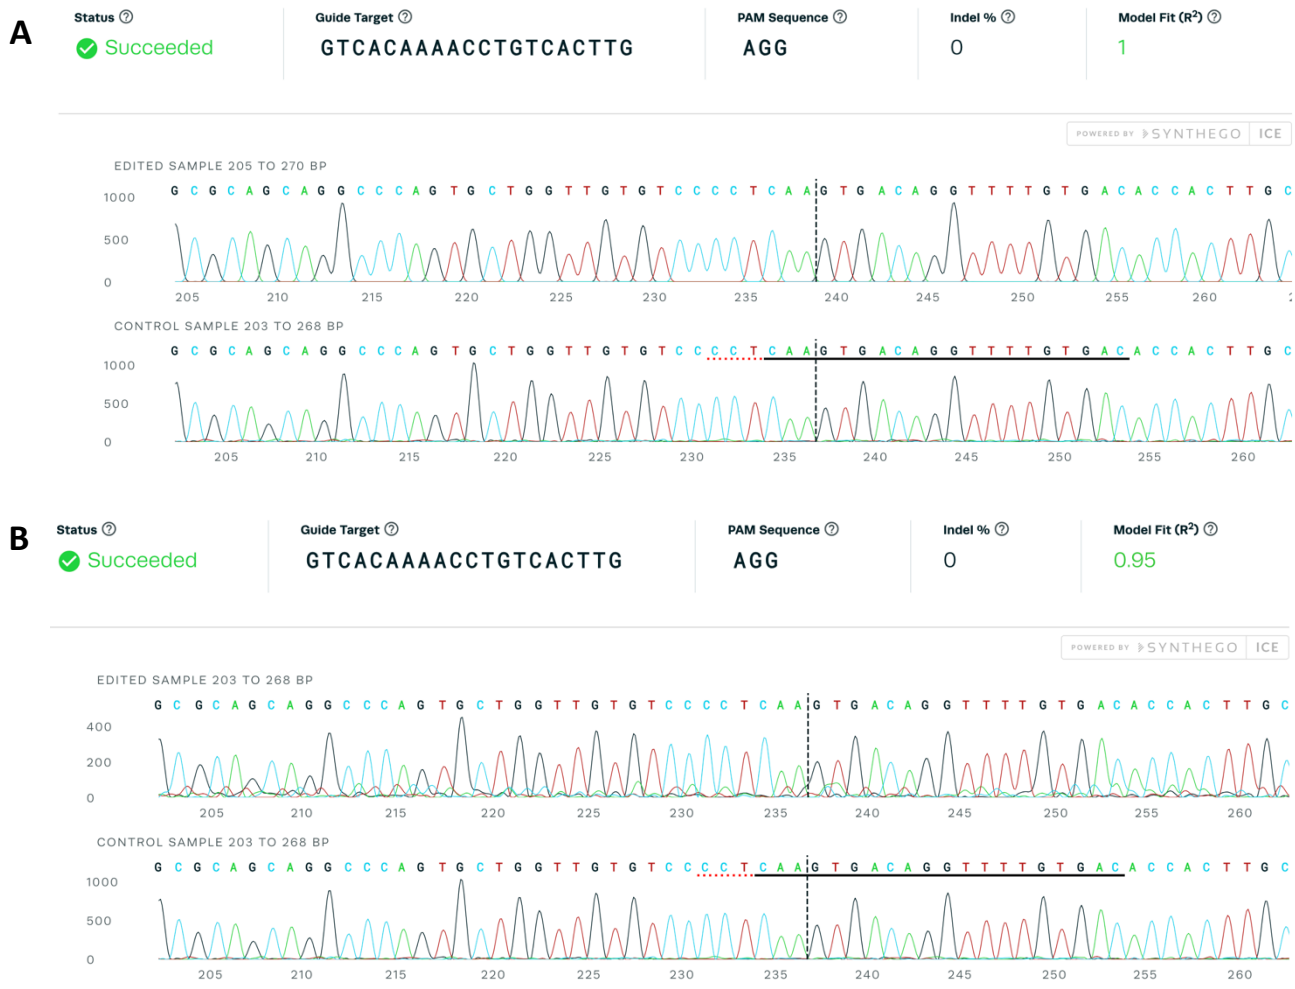 A
Status ? Guide Target ? PAM Sequence ? Indel % ? Model Fit (R²) ?
Succeeded GTCACAAAACCTGTCACTTG AGG 0 1
POWERED BY SYNTHEGO ICE
EDITED SAMPLE 205 TO 270 BP
G C G C A G C A G G C C C A G T G C T G G T T G T G T C C C C T C A A G T G A C A G G T T T T G T G A C A C C A C T T G C
1000
500
0
205 210 215 220 225 230 235 240 245 250 255 260 2
CONTROL SAMPLE 203 TO 268 BP
G C G C A G C A G G C C C A G T G C T G G T T G T G T C C C C T C A A G T G A C A G G T T T T G T G A C A C C A C T T G C
1000
500
0
205 210 215 220 225 230 235 240 245 250 255 260
B
Status ? Guide Target ? PAM Sequence ? Indel % ? Model Fit (R²) ?
Succeeded GTCACAAAACCTGTCACTTG AGG 0 0.95
POWERED BY SYNTHEGO ICE
EDITED SAMPLE 203 TO 268 BP
G C G C A G C A G G C C C A G T G C T G G T T G T G T C C C C T C A A G T G A C A G G T T T T G T G A C A C C A C T T G C
400
200
0
205 210 215 220 225 230 235 240 245 250 255 260
CONTROL SAMPLE 203 TO 268 BP
G C G C A G C A G G C C C A G T G C T G G T T G T G T C C C C T C A A G T G A C A G G T T T T G T G A C A C C A C T T G C
1000
500
0
205 210 215 220 225 230 235 240 245 250 255 260